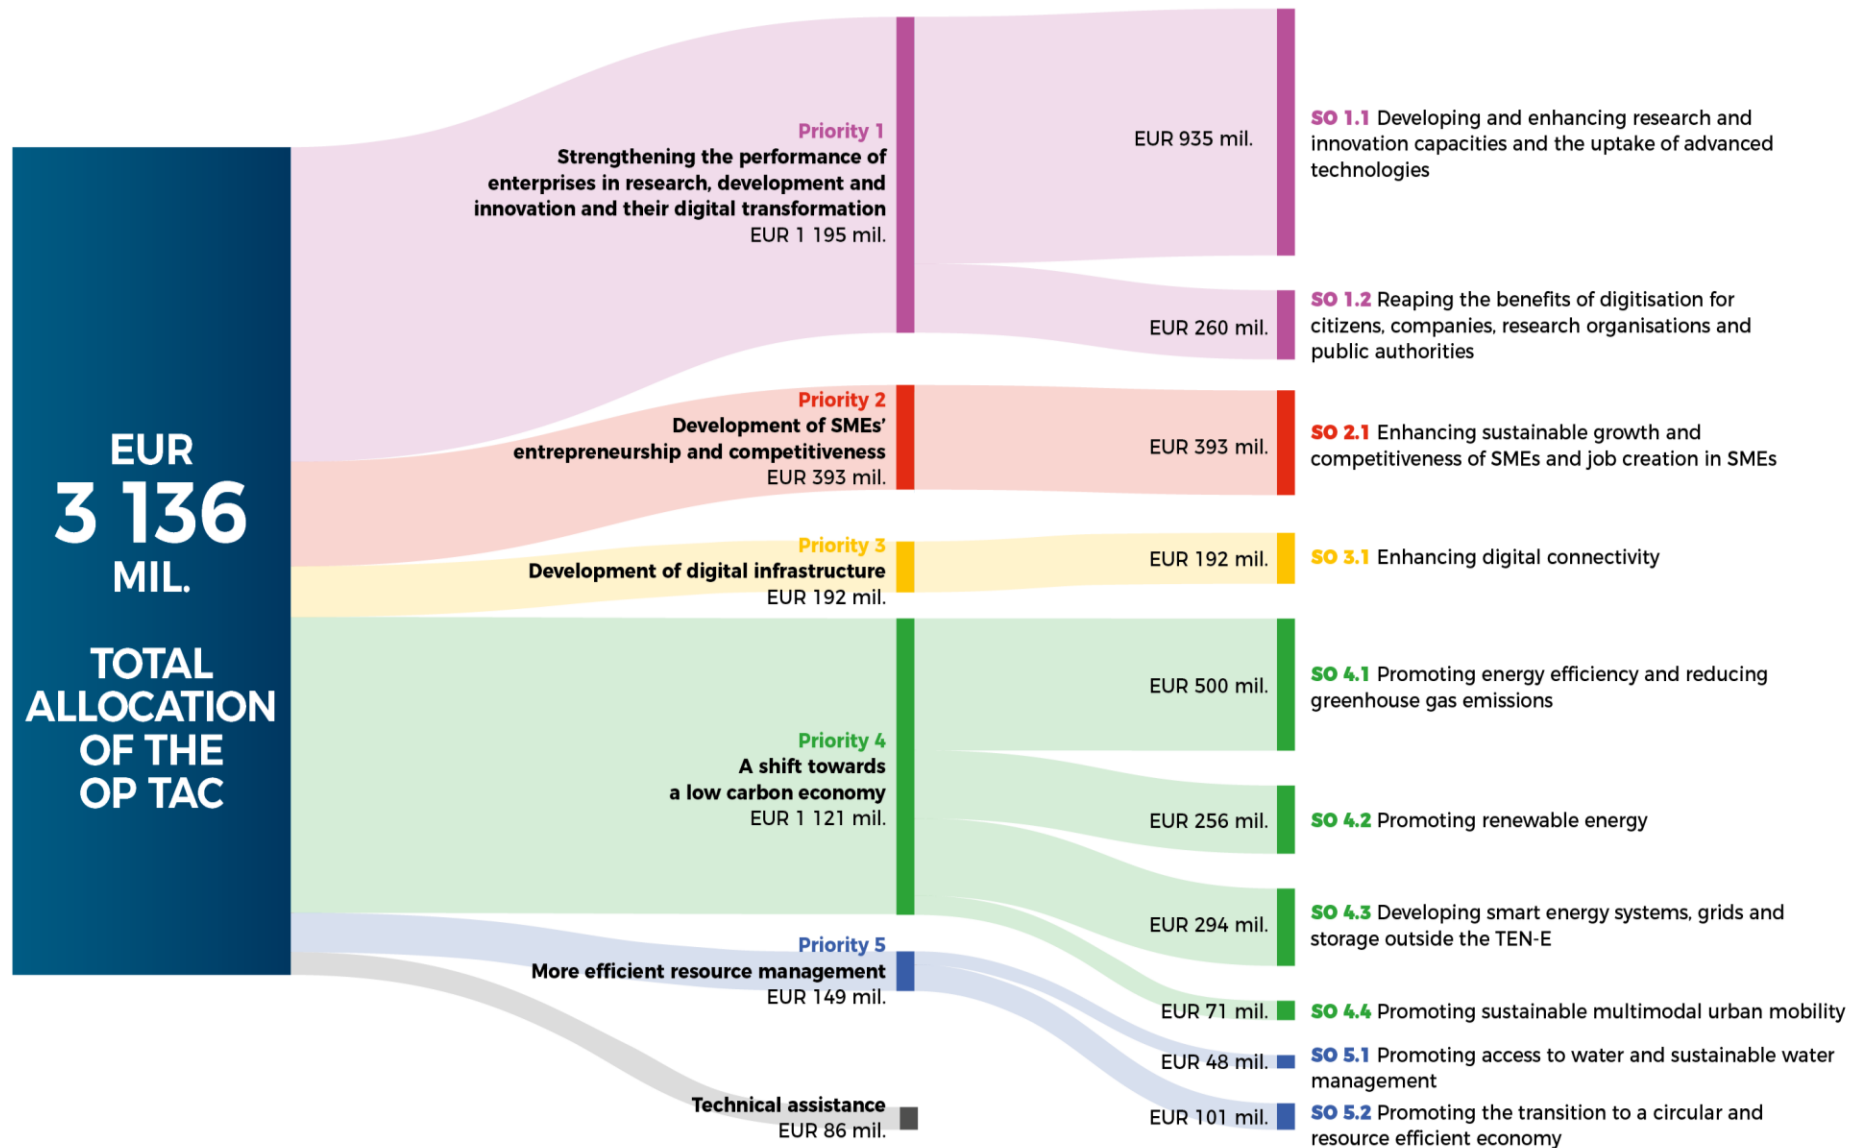 EUR
3 136
MIL.
TOTAL
ALLOCATION
OF THE
OP TAC
Priority 1
Strengthening the performance of
enterprises in research, development and
innovation and their digital transformation
EUR 1 195 mil.
EUR 935 mil.
SO 1.1 Developing and enhancing research and
innovation capacities and the uptake of advanced
technologies
EUR 260 mil.
SO 1.2 Reaping the benefits of digitisation for
citizens, companies, research organisations and
public authorities
Priority 2
Development of SMEs’
entrepreneurship and competitiveness
EUR 393 mil.
EUR 393 mil.
SO 2.1 Enhancing sustainable growth and
competitiveness of SMEs and job creation in SMEs
Priority 3
Development of digital infrastructure
EUR 192 mil.
EUR 192 mil.
SO 3.1 Enhancing digital connectivity
Priority 4
A shift towards
a low carbon economy
EUR 1 121 mil.
EUR 500 mil.
SO 4.1 Promoting energy efficiency and reducing
greenhouse gas emissions
EUR 256 mil.
SO 4.2 Promoting renewable energy
EUR 294 mil.
SO 4.3 Developing smart energy systems, grids and
storage outside the TEN-E
EUR 71 mil.
SO 4.4 Promoting sustainable multimodal urban mobility
Priority 5
More efficient resource management
EUR 149 mil.
EUR 48 mil.
SO 5.1 Promoting access to water and sustainable water
management
EUR 101 mil.
SO 5.2 Promoting the transition to a circular and
resource efficient economy
Technical assistance
EUR 86 mil.